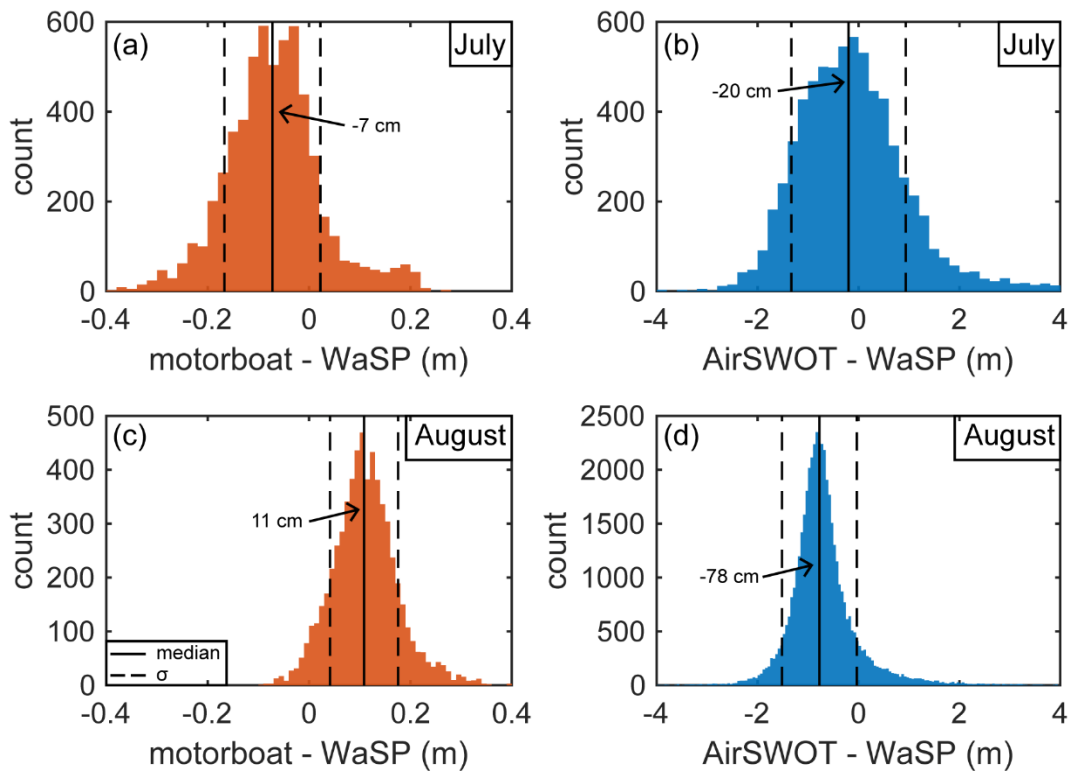 (a)
July
600
400
200
0
count
-7 cm
-0.4 -0.2 0 0.2 0.4
motorboat - WaSP (m)
(b)
July
600
400
200
0
count
-20 cm
-4 -2 0 2 4
AirSWOT - WaSP (m)
(c)
August
500
400
300
200
100
0
count
11 cm
median
σ
-0.4 -0.2 0 0.2 0.4
motorboat - WaSP (m)
(d)
August
2500
2000
1500
1000
500
0
count
-78 cm
-4 -2 0 2 4
AirSWOT - WaSP (m)